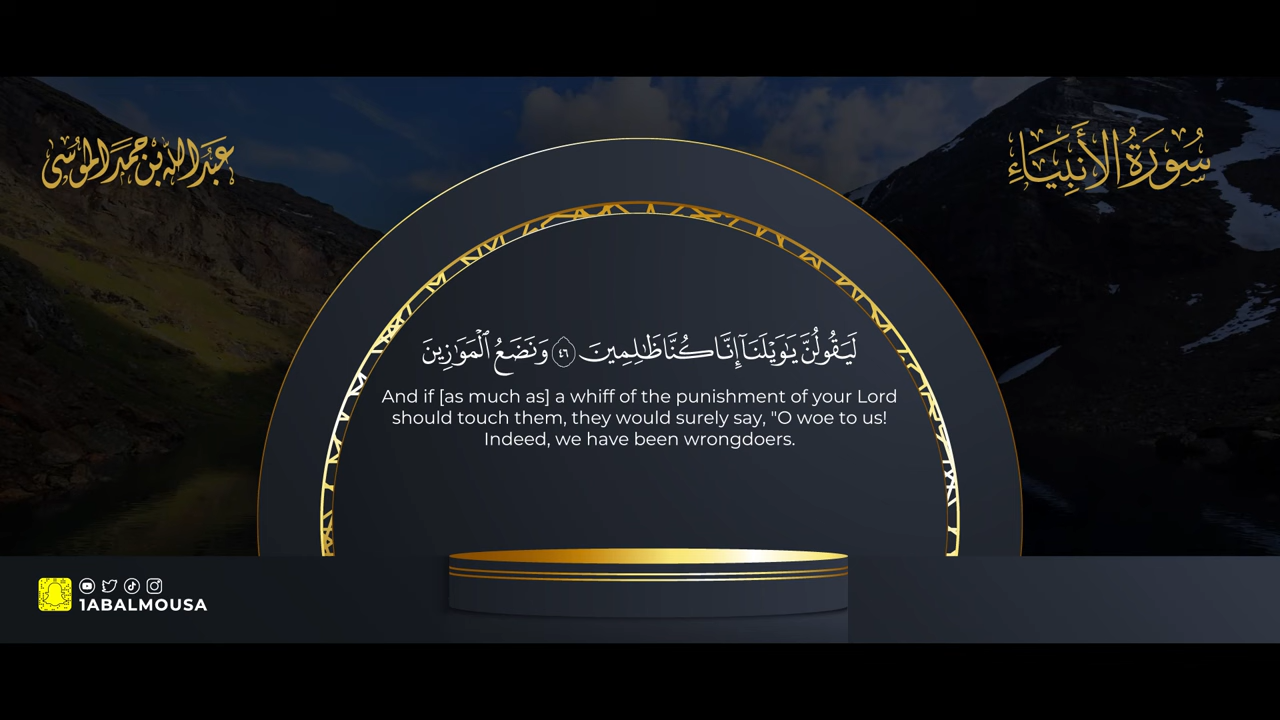 سُورَةُ الأَنبِيَاءِ
عبدالله بن حمد الموسى
لَيَقُولُنَّ يَٰوَيْلَنَآ إِنَّا كُنَّا ظَٰلِمِينَ ٤٦ وَنَضَعُ ٱلْمَوَٰزِينَ
And if [as much as] a whiff of the punishment of your Lord
should touch them, they would surely say, "O woe to us!
Indeed, we have been wrongdoers.
1ABALMOUSA